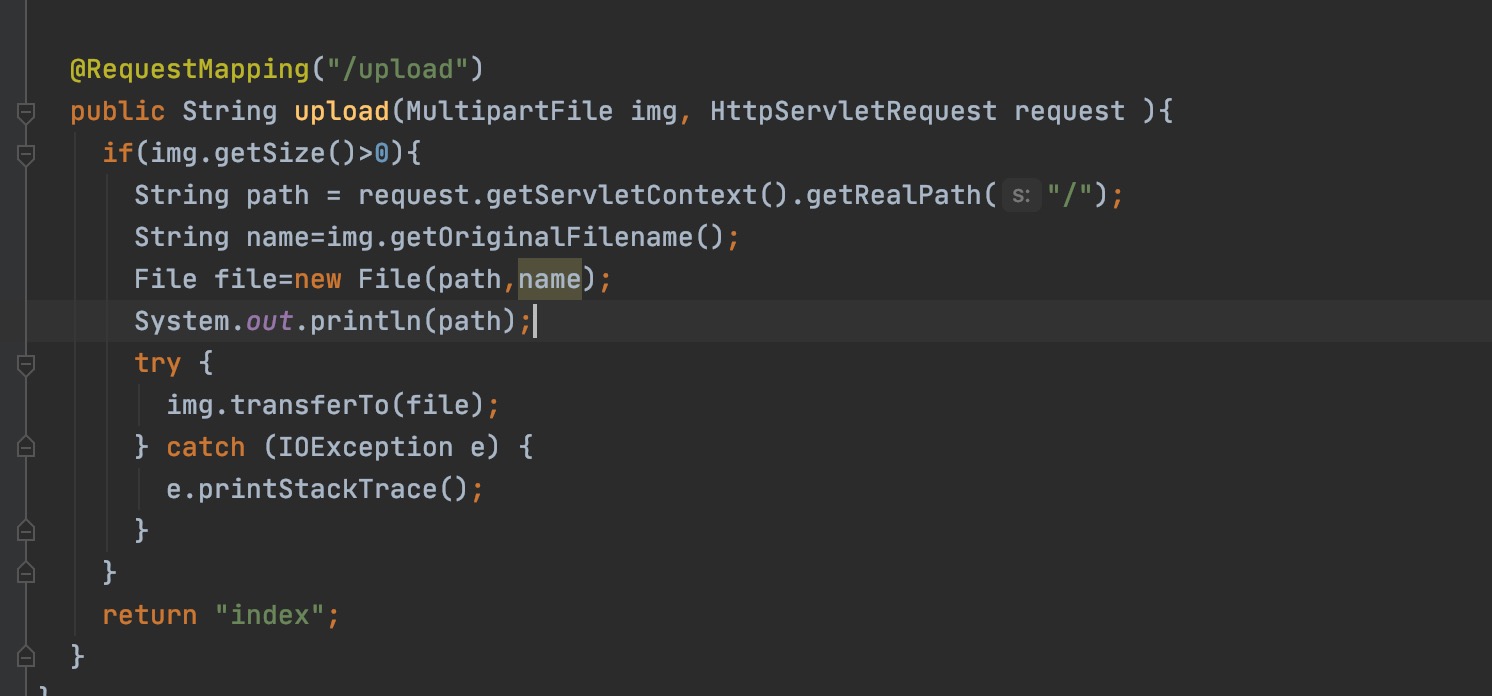 @RequestMapping("/upload")
public String upload(MultipartFile img, HttpServletRequest request ){
if(img.getSize()>0){
String path = request.getServletContext().getRealPath( s: "/");
String name=img.getOriginalFilename();
File file=new File(path,name);
System.out.println(path);
try {
img.transferTo(file);
} catch (IOException e) {
e.printStackTrace();
}
}
return "index";
}
}